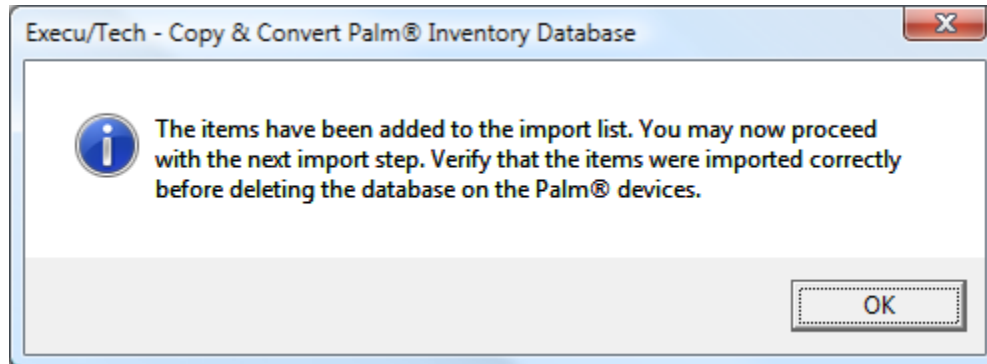 Execu/Tech - Copy & Convert Palm® Inventory Database
The items have been added to the import list. You may now proceed
with the next import step. Verify that the items were imported correctly
before deleting the database on the Palm® devices.
OK